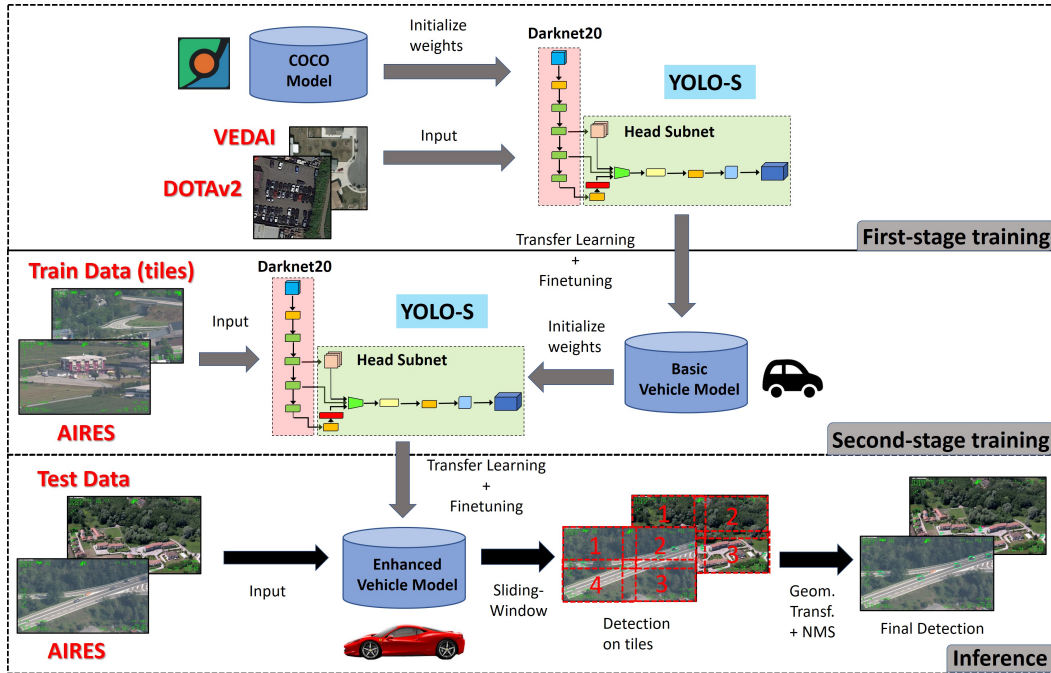 COCO
Model
Initialize
weights
Darknet20
YOLO-S
VEDAI
DOTAv2
Input
Head Subnet
First-stage training
Transfer Learning
+
Finetuning
Train Data (tiles)
AIRES
Input
Darknet20
YOLO-S
Head Subnet
Initialize
weights
Basic
Vehicle Model
Second-stage training
Transfer Learning
+
Finetuning
Test Data
AIRES
Input
Enhanced
Vehicle Model
Sliding-
Window
1
2
3
1
2
4
3
Detection
on tiles
Geom.
Transf.
+ NMS
Final Detection
Inference